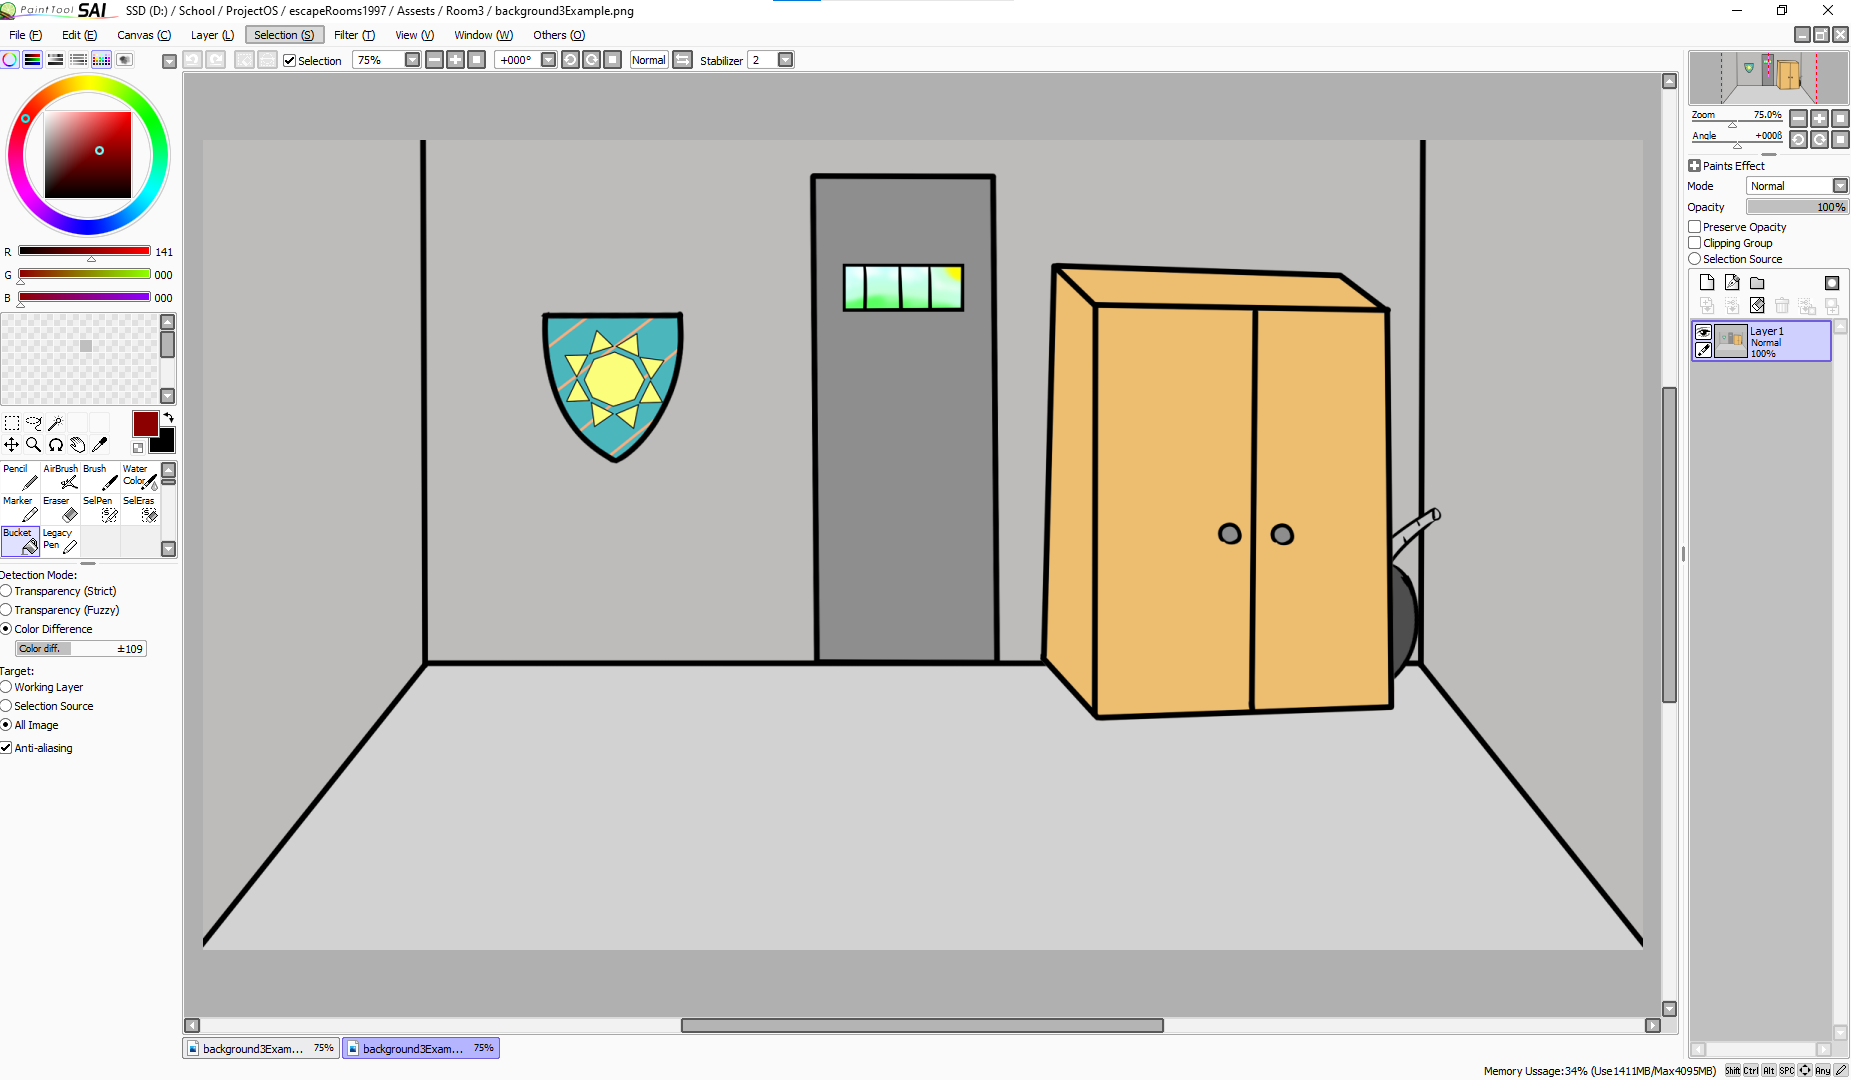 PaintTool SAI SSD (D:) / School / ProjectOS / escapeRooms1997 / Assests / Room3 / background3Example.png
File (F) Edit (E) Canvas (C) Layer (L) Selection (S) Filter (T) View (V) Window (W) Others (O)
Selection 75% +000° Normal Stabilizer 2
Zoom 75.0%
Angle +000ß
Paints Effect
Mode Normal
Opacity 100%
Preserve Opacity
Clipping Group
Selection Source
Layer1
Normal
100%
R 141
G 000
B 000
Pencil AirBrush Brush Water Color
Marker Eraser SelPen SelEras
Bucket Legacy Pen
Detection Mode:
Transparency (Strict)
Transparency (Fuzzy)
Color Difference
Color diff. ±109
Target:
Working Layer
Selection Source
All Image
Anti-aliasing
background3Exam... 75% background3Exam... 75%
Memory Ussage:34% (Use1411MB/Max4095MB) Shift Ctrl Alt SPC Any